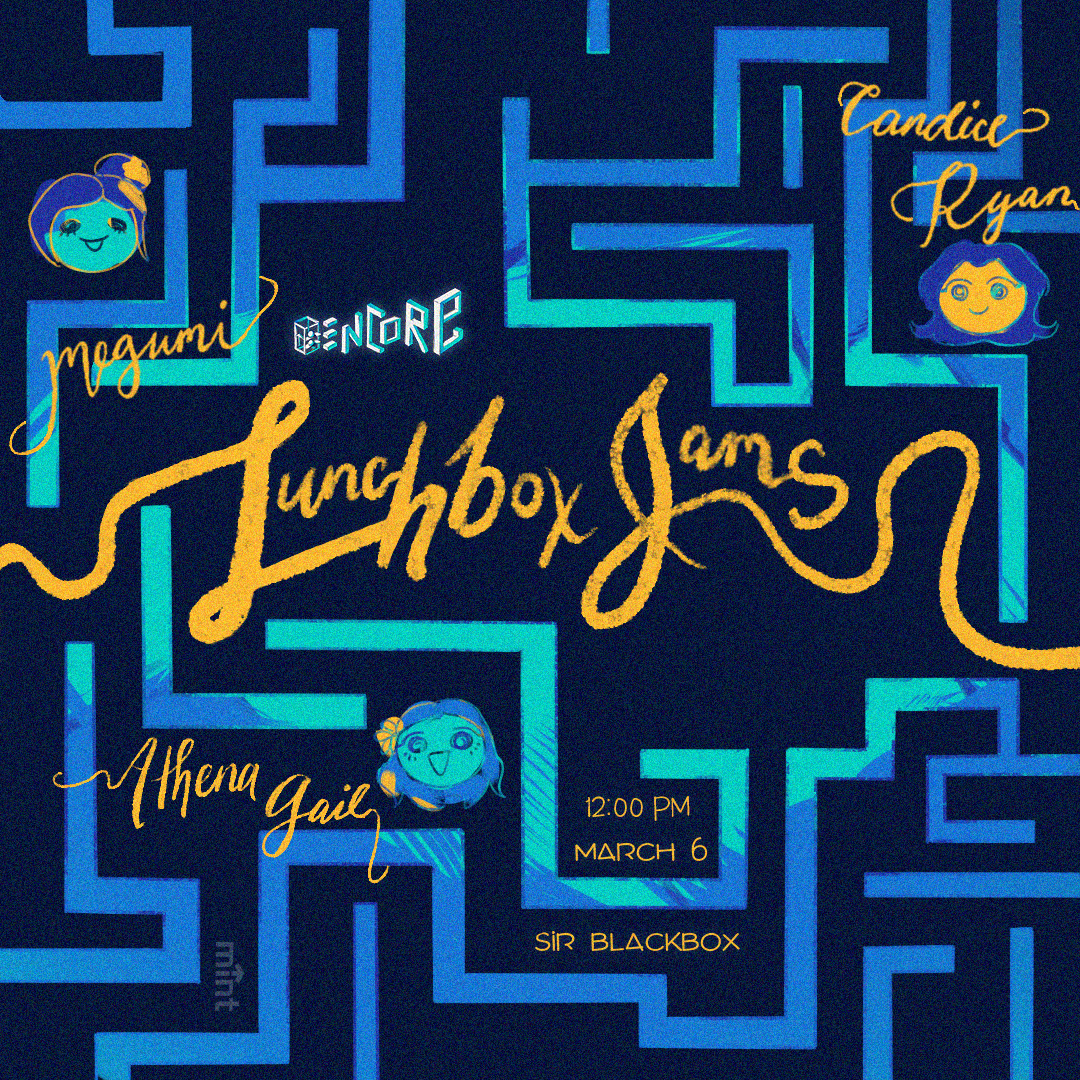 Candice
Ryan
megumi
ENCORE
Lunchbox Jams
Athena
Gail
12:00 PM
MARCH 6
SiR BLACKBOX
mint